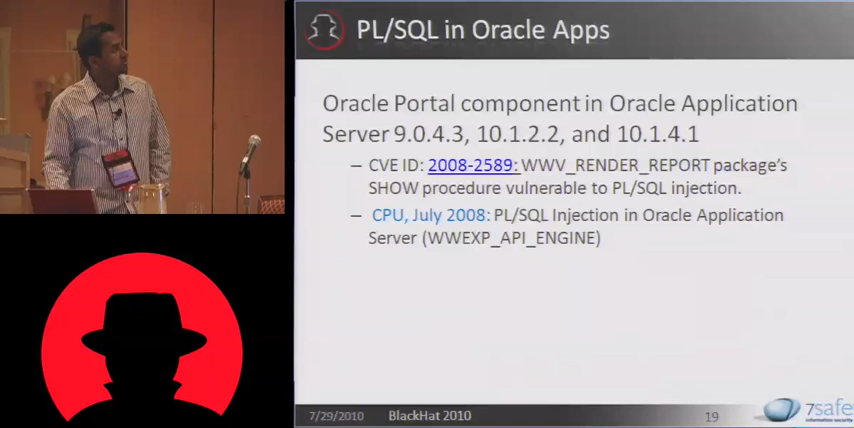 PL/SQL in Oracle Apps
Oracle Portal component in Oracle Application
Server 9.0.4.3, 10.1.2.2, and 10.1.4.1
– CVE ID: 2008-2589: WWV_RENDER_REPORT package's
SHOW procedure vulnerable to PL/SQL injection.
– CPU, July 2008: PL/SQL Injection in Oracle Application
Server (WWEXP_API_ENGINE)
7/29/2010
BlackHat 2010
19
7safe
information security